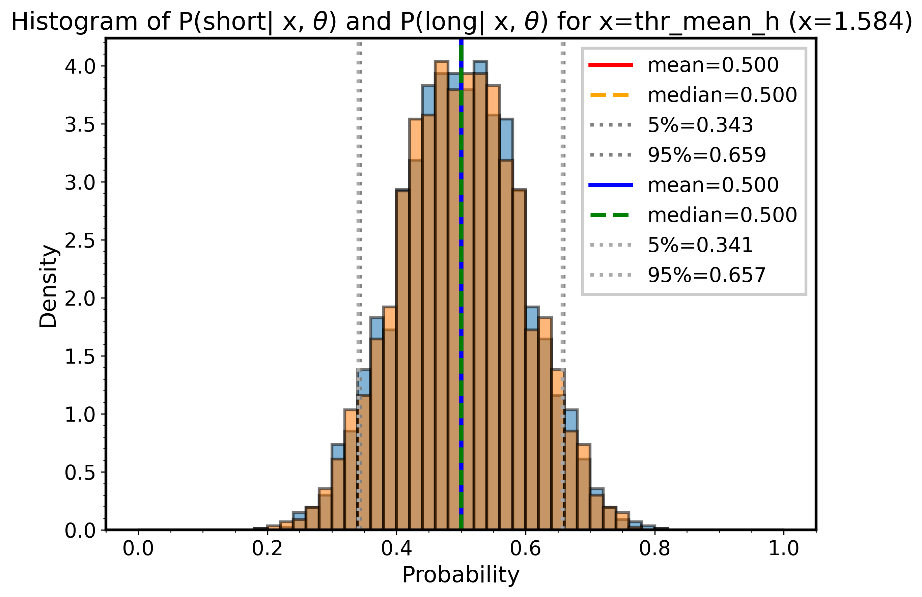 Histogram of P(short| x, θ) and P(long| x, θ) for x=thr_mean_h (x=1.584)
mean=0.500
median=0.500
5%=0.343
95%=0.659
mean=0.500
median=0.500
5%=0.341
95%=0.657
Density
4.0
3.5
3.0
2.5
2.0
1.5
1.0
0.5
0.0
0.0 0.2 0.4 0.6 0.8 1.0
Probability